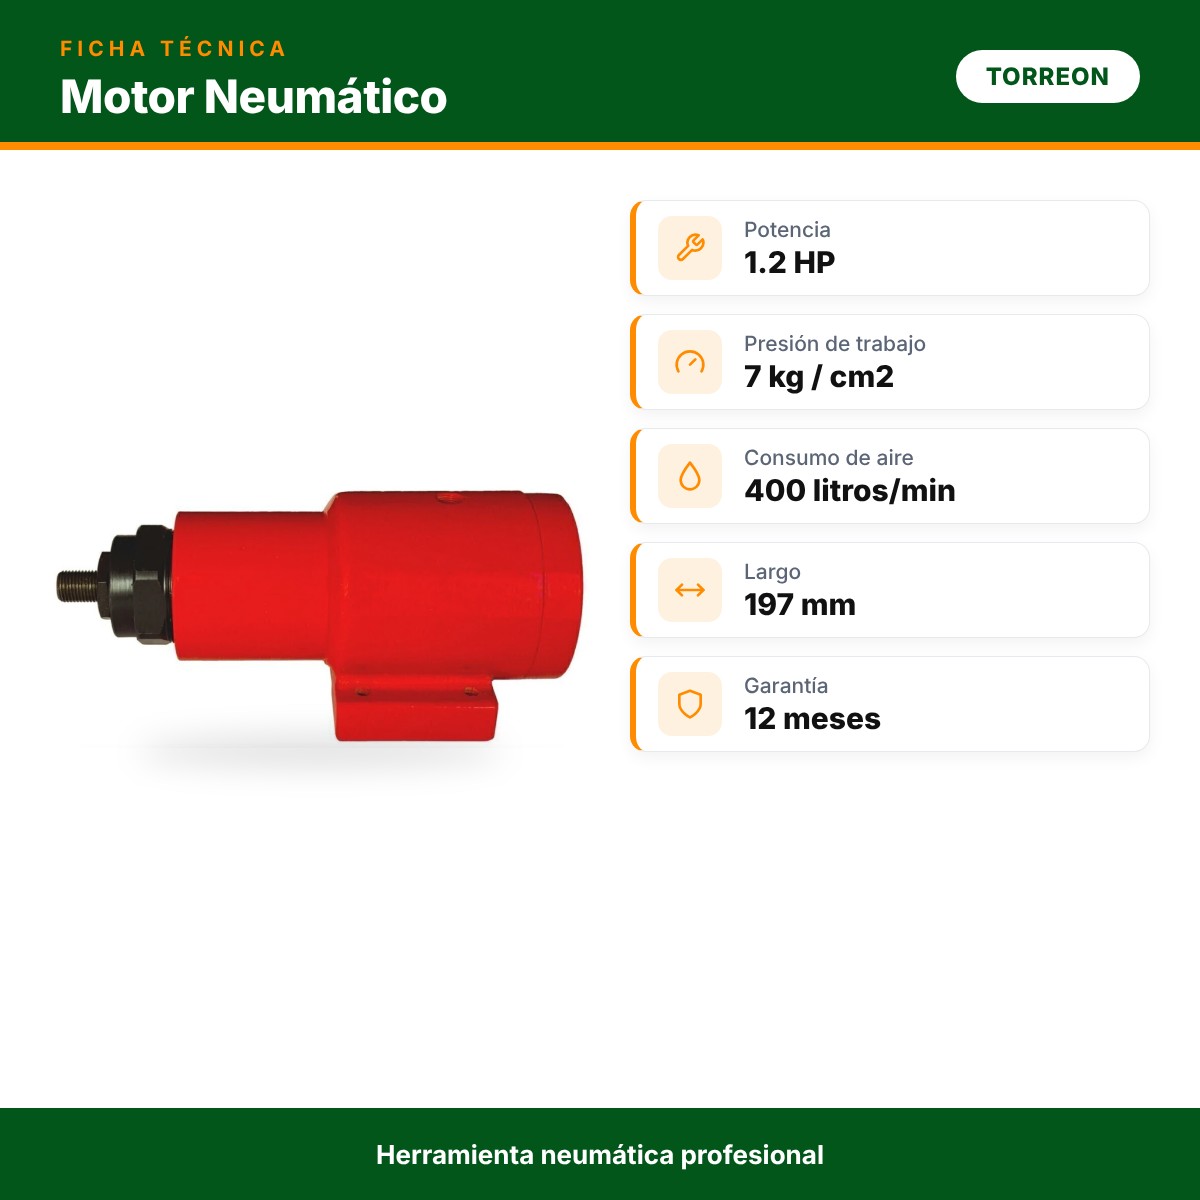 FICHA TÉCNICA
Motor Neumático
TORREON
Potencia
1.2 HP
Presión de trabajo
7 kg / cm2
Consumo de aire
400 litros/min
Largo
197 mm
Garantía
12 meses
Herramienta neumática profesional